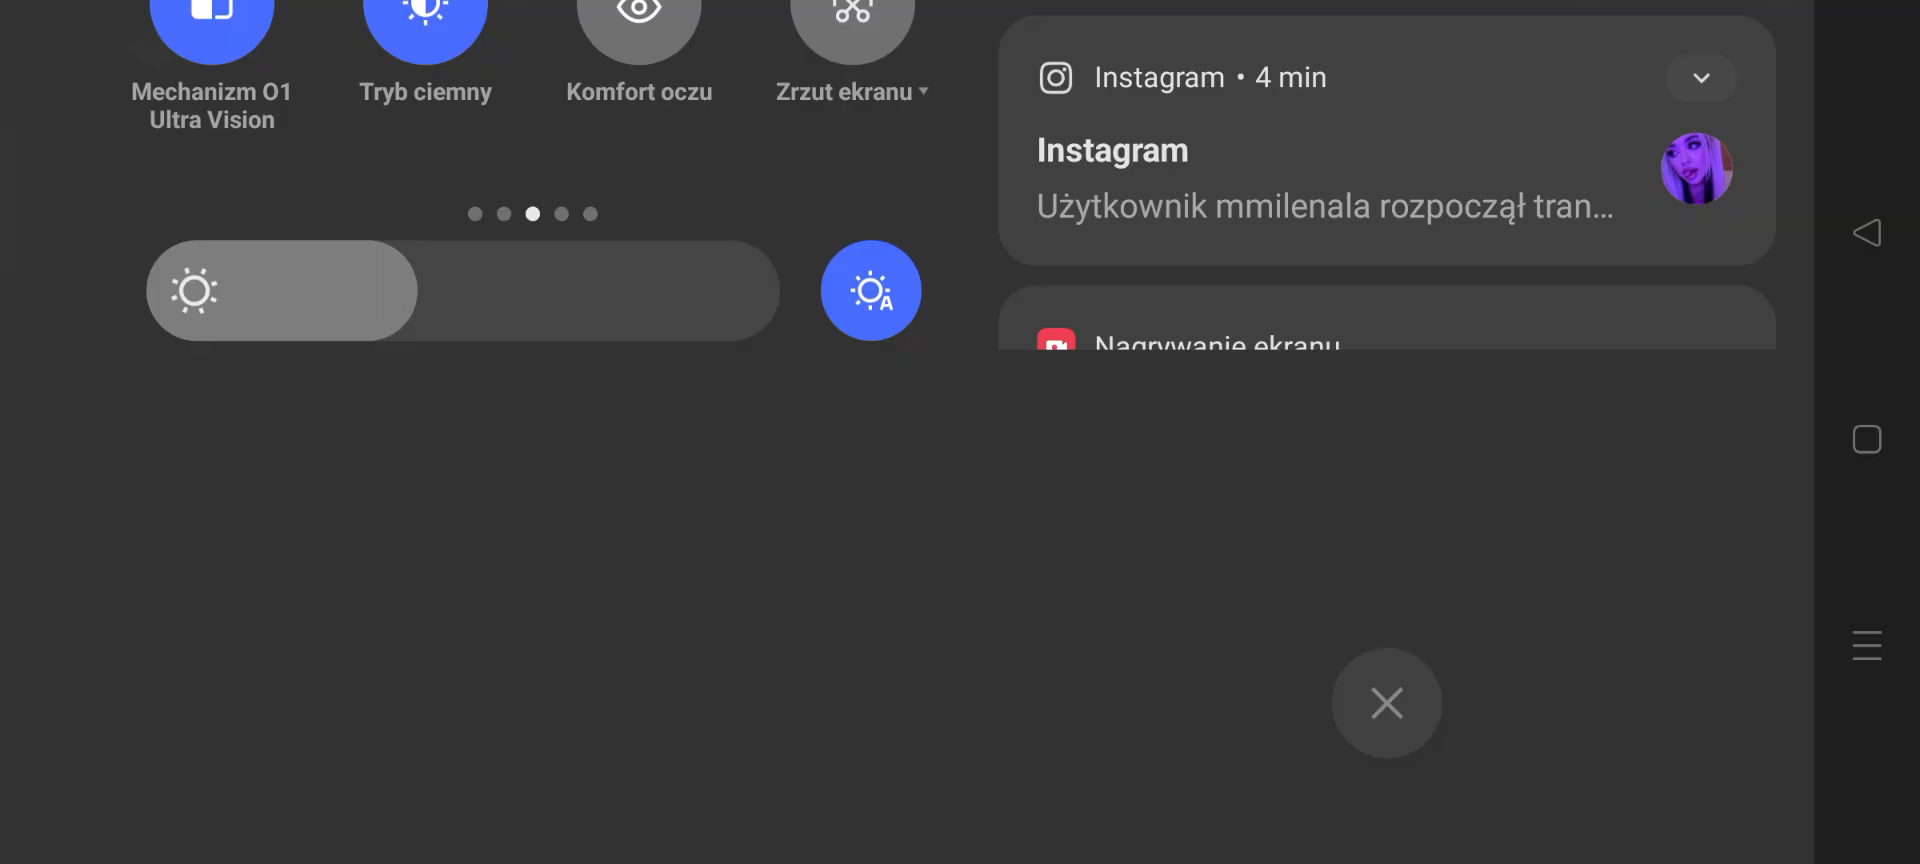 Mechanizm O1
Ultra Vision
Tryb ciemny
Komfort oczu
Zrzut ekranu
A
Instagram • 4 min
Instagram
Użytkownik mmilenala rozpoczął tran...
Nagrywanie ekranu